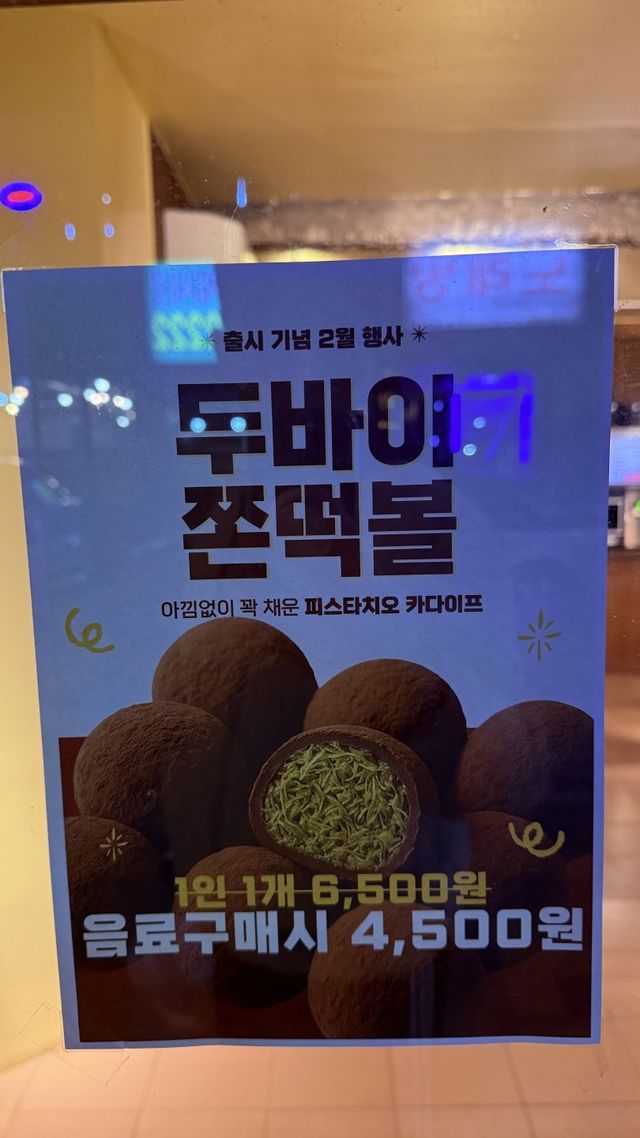 출시 기념 2월 행사
두바이
쫀떡볼
아낌없이 꽉 채운 피스타치오 카다이프
1인 1개 6,500원
음료구매시 4,500원